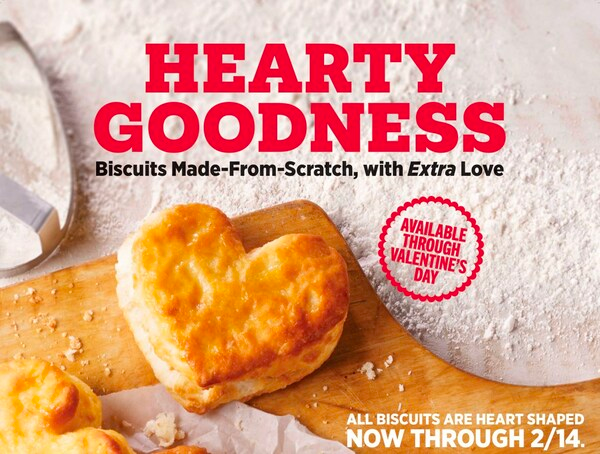 HEARTY
GOODNESS
Biscuits Made-From-Scratch, with Extra Love
AVAILABLE
THROUGH
VALENTINE'S
DAY
ALL BISCUITS ARE HEART SHAPED
NOW THROUGH 2/14.